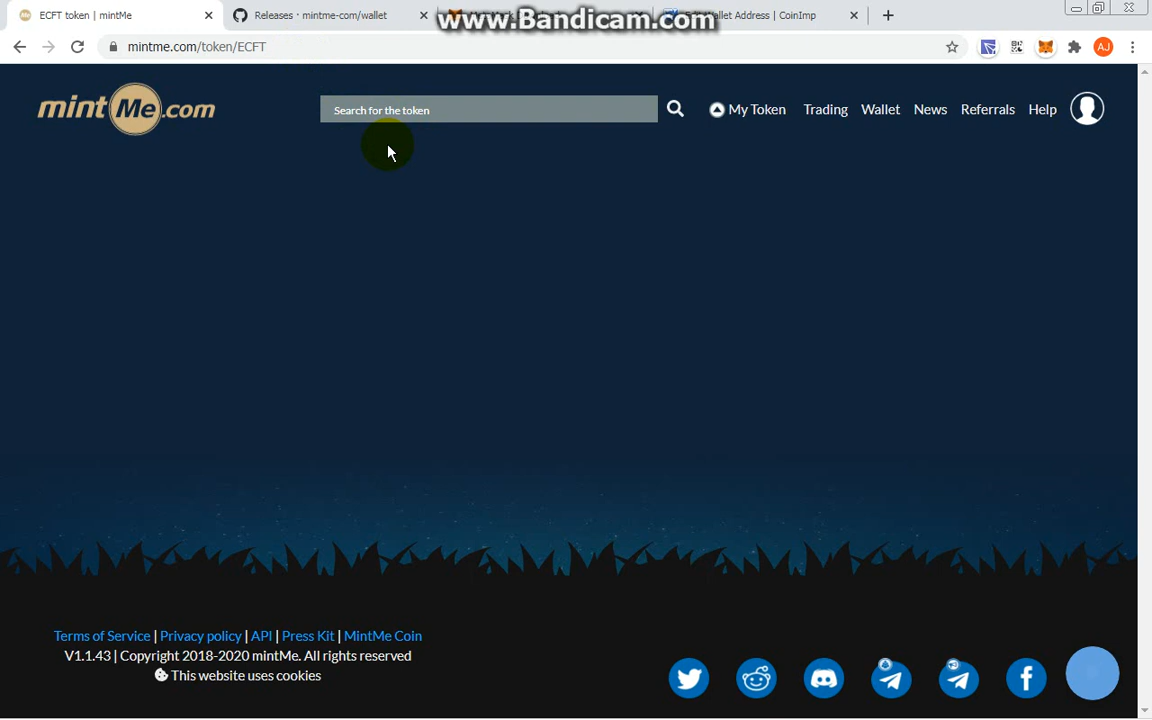 ECFT token | mintMe
Releases · mintme-com/wallet
Wallet Address | CoinImp
www.Bandicam.com
mintme.com/token/ECFT
AJ
mintMe.com
Search for the token
My Token
Trading
Wallet
News
Referrals
Help
Terms of Service | Privacy policy | API | Press Kit | MintMe Coin
V1.1.43 | Copyright 2018-2020 mintMe. All rights reserved
This website uses cookies